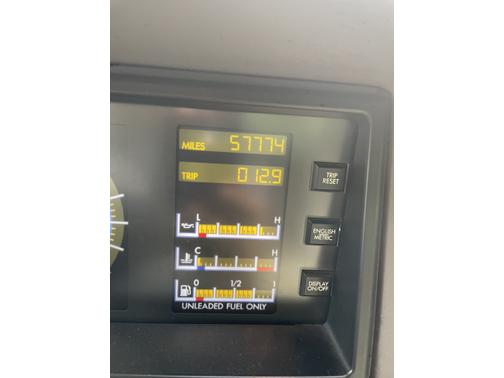 MILES 57774
TRIP 012.9
TRIP
RESET
L H
ENGLISH
METRIC
C H
DISPLAY
ON/OFF
0 1/2 1
UNLEADED FUEL ONLY